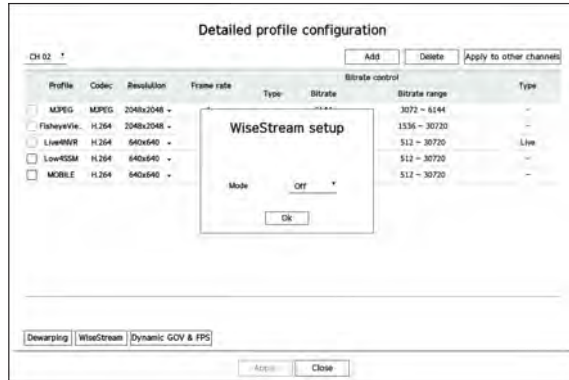 Detailed profile configuration
CH 02
Add Delete Apply to other channels
Bitrate control
Profile Codec Resolution Frame rate Type Bitrate Bitrate range Type
MJPEG MJPEG 2048x2048 3072 ~ 6144 -
FisheyeVie.. H.264 2048x2048 1536 ~ 30720 -
Live4NVR H.264 640x640 512 ~ 30720 Live
Low4SSM H.264 640x640 512 ~ 30720 -
MOBILE H.264 640x640 512 ~ 30720 -
WiseStream setup
Mode Off
Ok
Dewarping WiseStream Dynamic GOV & FPS
Apply Close